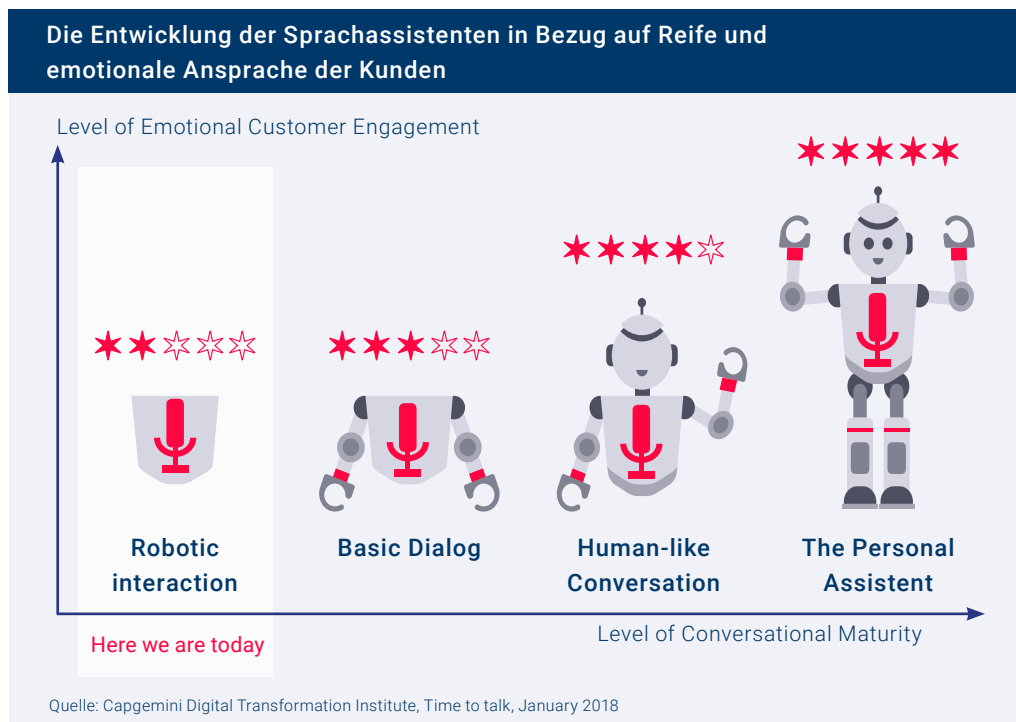 Die Entwicklung der Sprachassistenten in Bezug auf Reife und
emotionale Ansprache der Kunden
Level of Emotional Customer Engagement
Robotic
interaction
Basic Dialog
Human-like
Conversation
The Personal
Assistent
Here we are today
Level of Conversational Maturity
Quelle: Capgemini Digital Transformation Institute, Time to talk, January 2018